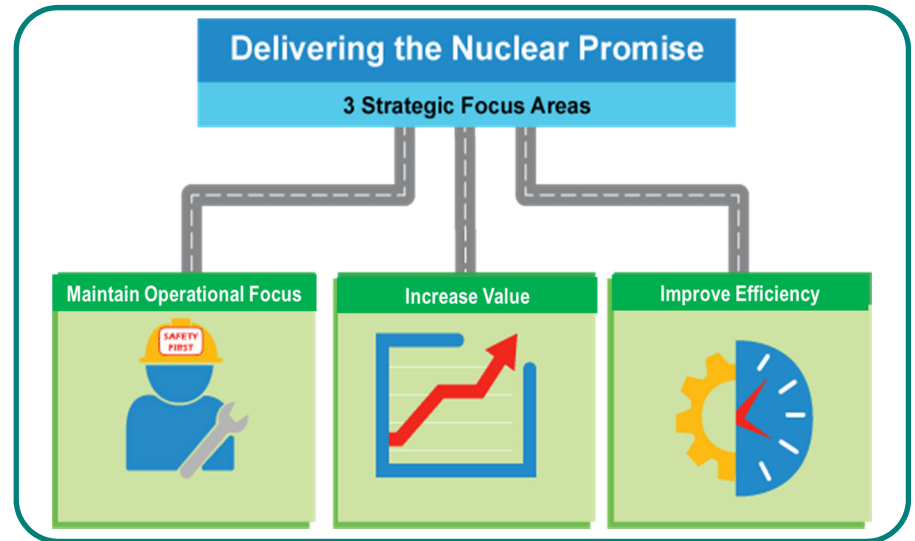 Delivering the Nuclear Promise
3 Strategic Focus Areas
Maintain Operational Focus
Increase Value
Improve Efficiency
SAFETY
FIRST